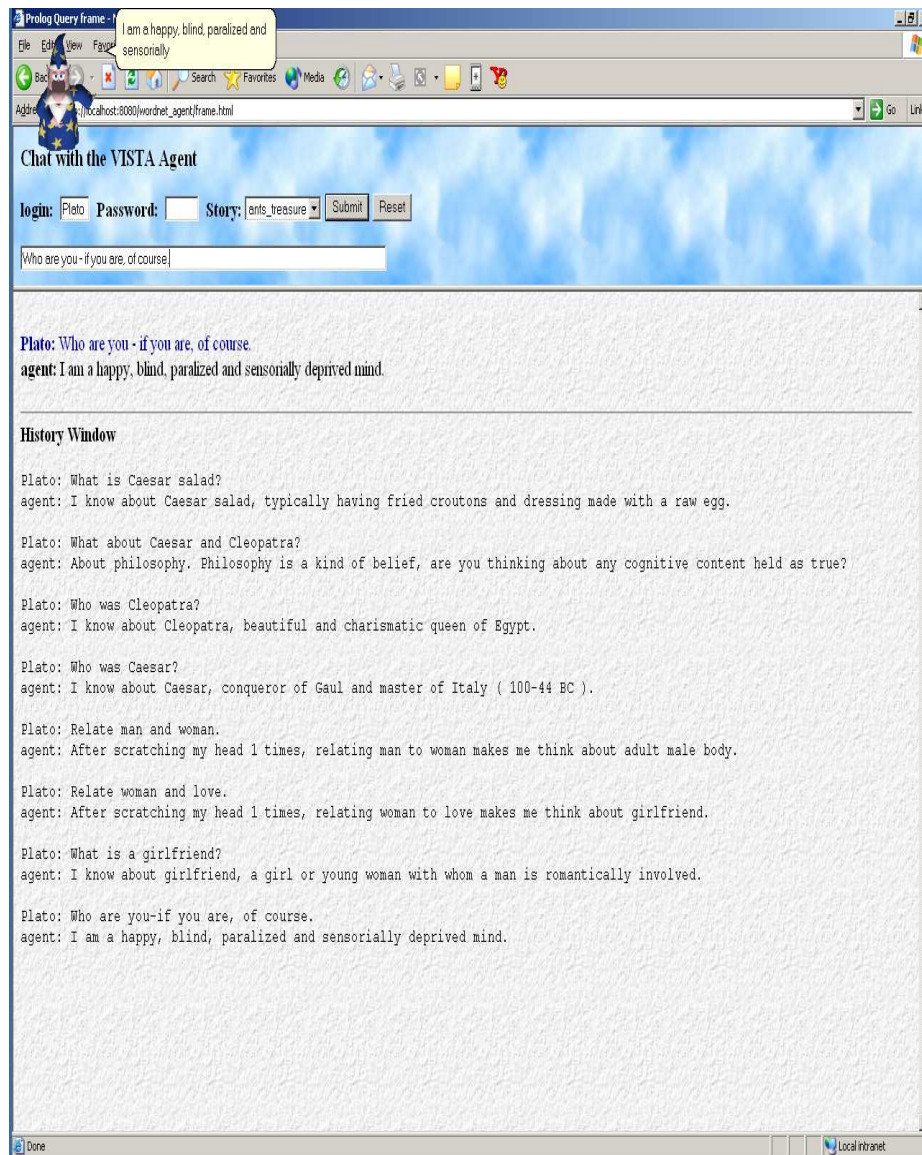 Prolog Query frame -
I am a happy, blind, paralized and
sensorially
File Edit View
Search Favorites Media
://localhost:8080/wordnet_agent/frame.html Go
Chat with the VISTA Agent
login: Plato Password: Story: ants_treasure Submit Reset
Who are you - if you are, of course.
Plato: Who are you - if you are, of course.
agent: I am a happy, blind, paralized and sensorially deprived mind.
History Window
Plato: What is Caesar salad?
agent: I know about Caesar salad, typically having fried croutons and dressing made with a raw egg.
Plato: What about Caesar and Cleopatra?
agent: About philosophy. Philosophy is a kind of belief, are you thinking about any cognitive content held as true?
Plato: Who was Cleopatra?
agent: I know about Cleopatra, beautiful and charismatic queen of Egypt.
Plato: Who was Caesar?
agent: I know about Caesar, conqueror of Gaul and master of Italy ( 100-44 BC ).
Plato: Relate man and woman.
agent: After scratching my head 1 times, relating man to woman makes me think about adult male body.
Plato: Relate woman and love.
agent: After scratching my head 1 times, relating woman to love makes me think about girlfriend.
Plato: What is a girlfriend?
agent: I know about girlfriend, a girl or young woman with whom a man is romantically involved.
Plato: Who are you-if you are, of course.
agent: I am a happy, blind, paralized and sensorially deprived mind.
Done Local intranet